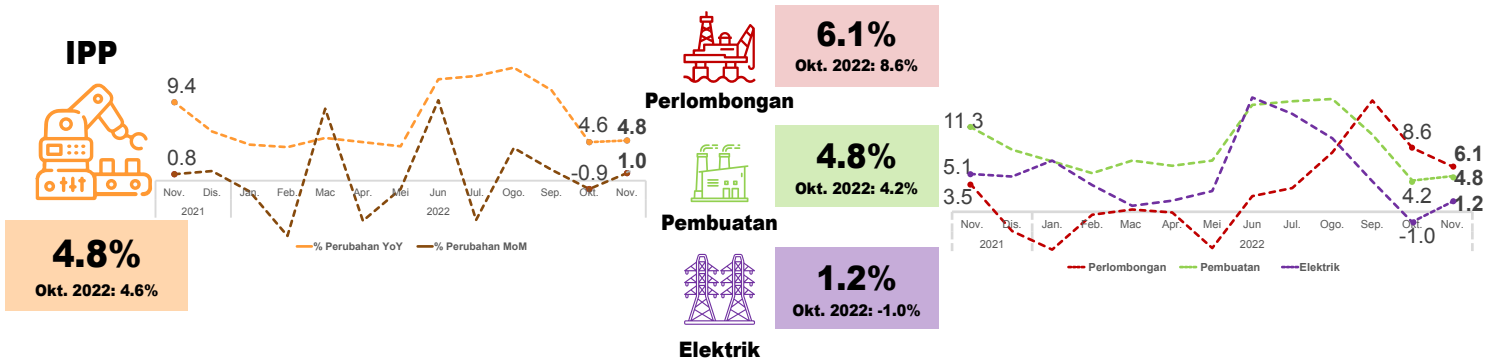 IPP
4.8%
Okt. 2022: 4.6%
9.4
0.8
4.6
4.8
-0.9
1.0
Nov. Dis. Jan. Feb. Mac Apr. Mei Jun Jul. Ogo. Sep. Okt. Nov.
2021 2022
% Perubahan YoY % Perubahan MoM
Perlombongan
6.1%
Okt. 2022: 8.6%
Pembuatan
4.8%
Okt. 2022: 4.2%
Elektrik
1.2%
Okt. 2022: -1.0%
11.3
5.1
3.5
8.6
6.1
4.8
4.2
1.2
-1.0
Nov. Dis. Jan. Feb. Mac Apr. Mei Jun Jul. Ogo. Sep. Okt. Nov.
2021 2022
Perlombongan Pembuatan Elektrik